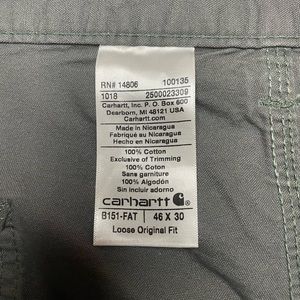 RN# 14806 100135
1018 2500023309
Carhartt, Inc. P.O. Box 600
Dearborn, MI 48121 USA
Carhartt.com
Made in Nicaragua
Fabriqué au Nicaragua
Hecho en Nicaragua
100% Cotton
Exclusive of Trimming
100% Coton
Sans garniture
100% Algodón
Sin incluir adorno
carhartt
B151-FAT 46 X 30
Loose Original Fit